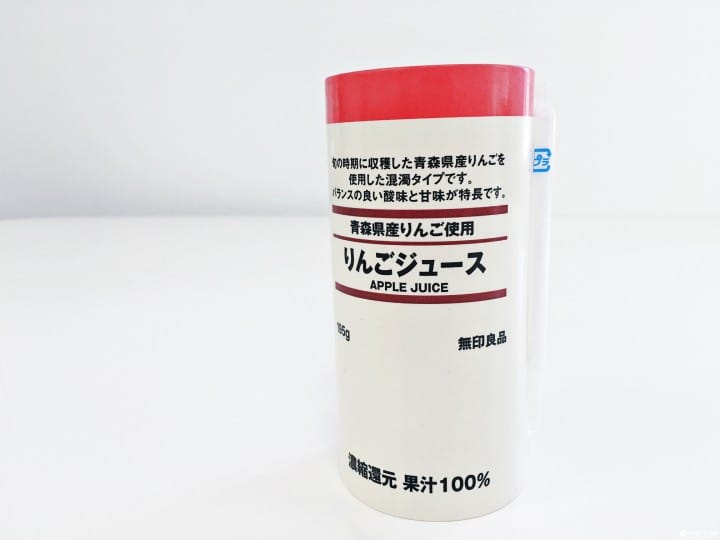 旬の時期に収穫した青森県産りんごを
使用した混濁タイプです。
バランスの良い酸味と甘味が特長です。
青森県産りんご使用
りんごジュース
APPLE JUICE
195g
無印良品
濃縮還元 果汁100%
プラ